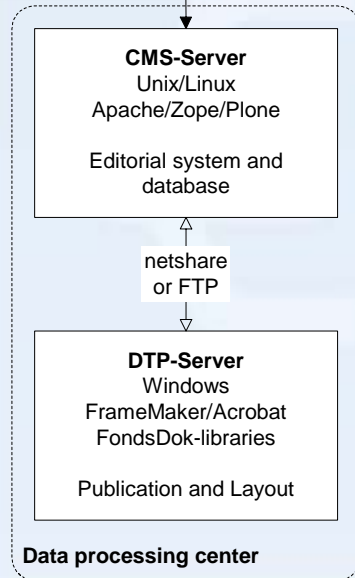 CMS-Server
Unix/Linux
Apache/Zope/Plone
Editorial system and
database
netshare
or FTP
DTP-Server
Windows
FrameMaker/Acrobat
FondsDok-libraries
Publication and Layout
Data processing center